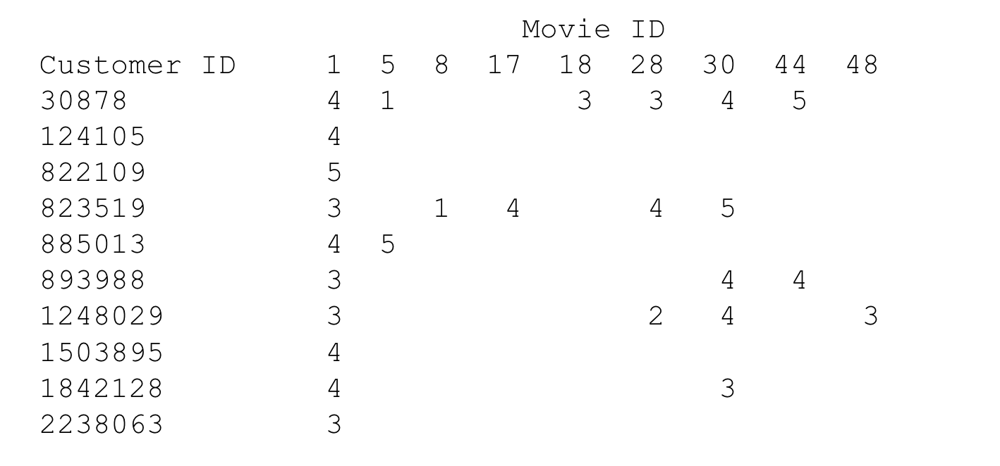 Movie ID
Customer ID 1 5 8 17 18 28 30 44 48
30878 4 1 3 3 4 5
124105 4
822109 5
823519 3 1 4 4 5
885013 4 5
893988 3 4 4
1248029 3 2 4 3
1503895 4
1842128 4 3
2238063 3